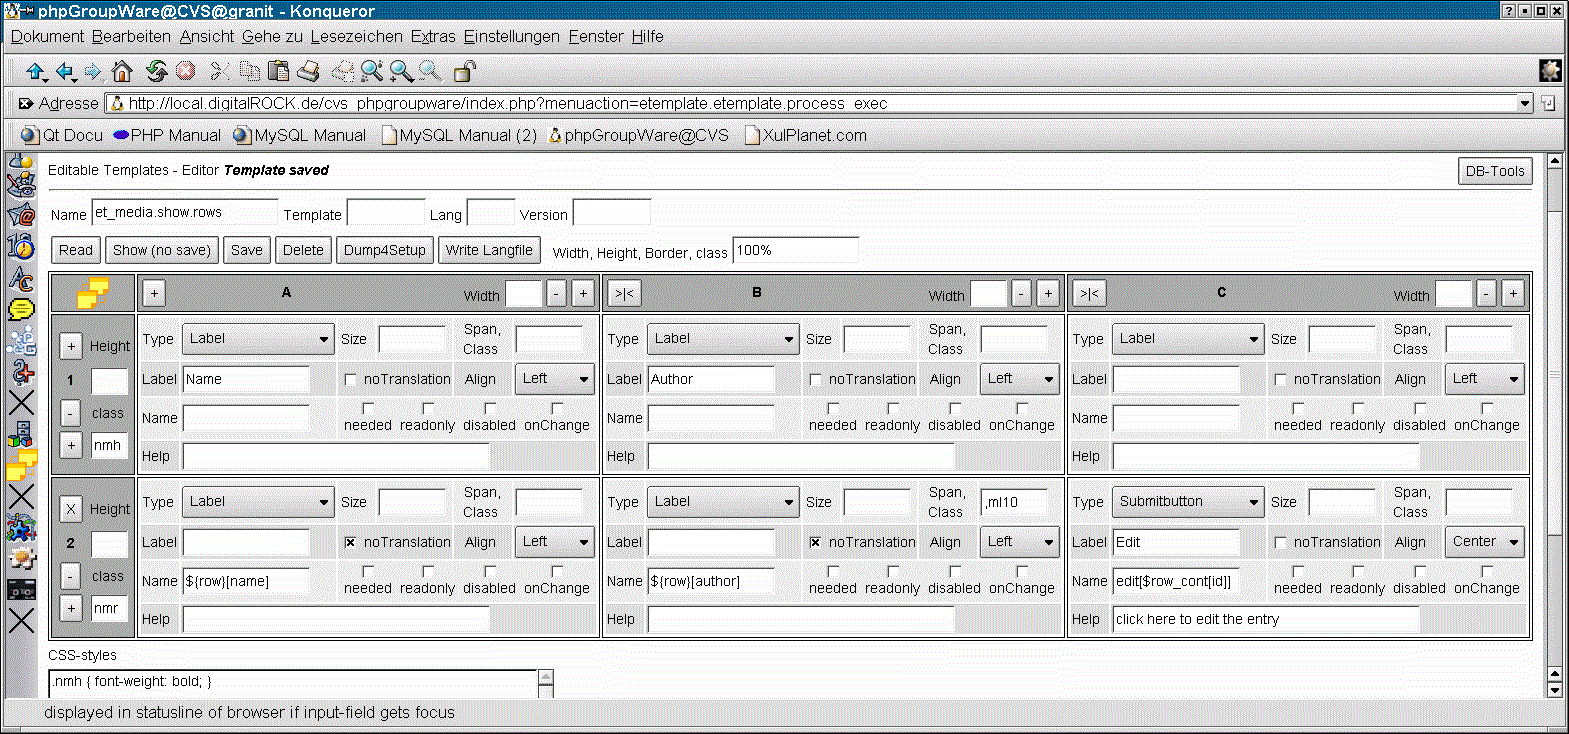 phpGroupWare@CVS@granit - Konqueror
Dokument Bearbeiten Ansicht Gehe zu Lesezeichen Extras Einstellungen Fenster Hilfe
Adresse http://local.digitalROCK.de/cvs_phpgroupware/index.php?menuaction=etemplate.etemplate.process_exec
Qt Docu PHP Manual MySQL Manual MySQL Manual (2) phpGroupWare@CVS XulPlanet.com
Editable Templates - Editor Template saved DB-Tools
Name et_media.show.rows Template Lang Version
Read Show (no save) Save Delete Dump4Setup Write Langfile Width, Height, Border, class 100%
+ A Width - + >|< B Width - + >|< C Width - +
+ Height Type Label Size Span, Class Type Label Size Span, Class Type Label Size Span, Class
1 Label Name noTranslation Align Left Label Author noTranslation Align Left Label noTranslation Align Left
- class Name needed readonly disabled onChange Name needed readonly disabled onChange Name needed readonly disabled onChange
+ nmh Help Help Help
X Height Type Label Size Span, Class Type Label Size Span, Class ,ml10 Type Submitbutton Size Span, Class
2 Label noTranslation Align Left Label noTranslation Align Left Label Edit noTranslation Align Center
- class Name ${row}[name] needed readonly disabled onChange Name ${row}[author] needed readonly disabled onChange Name edit[$row_cont[id]] needed readonly disabled onChange
+ nmr Help Help Help click here to edit the entry
CSS-styles
.nmh { font-weight: bold; }
displayed in statusline of browser if input-field gets focus